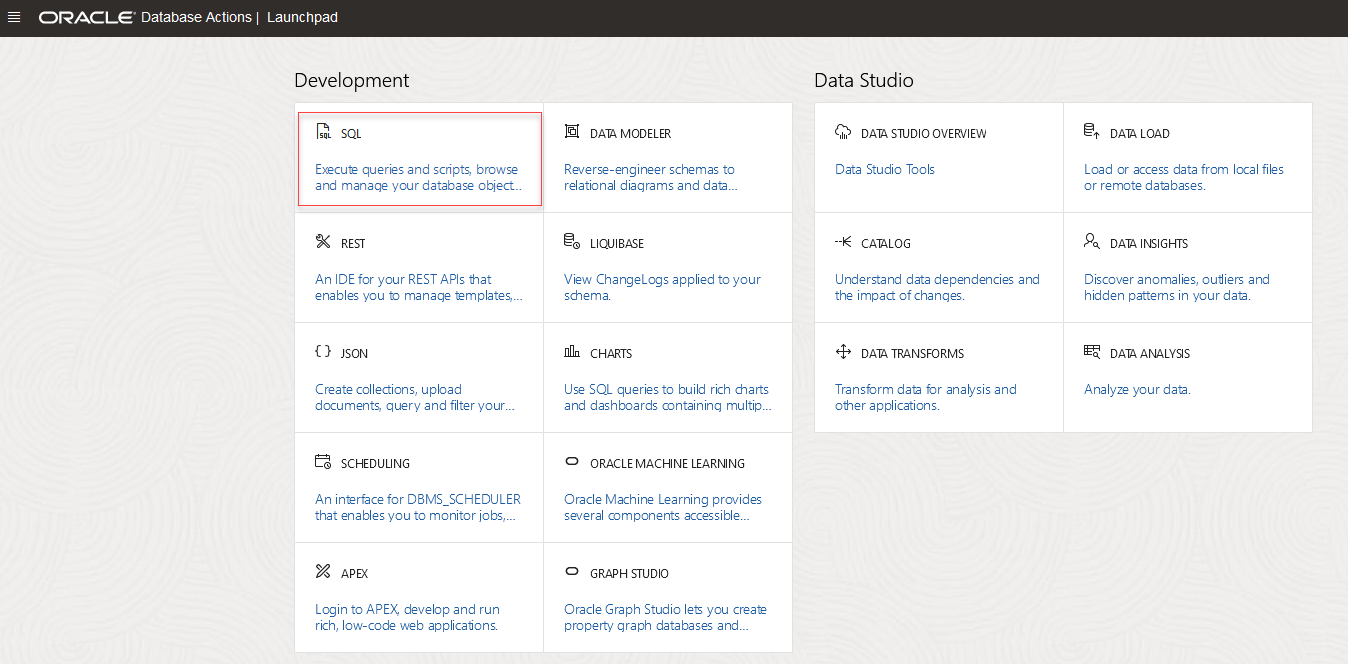 ORACLE Database Actions | Launchpad
Development
SQL
Execute queries and scripts, browse
and manage your database object...
DATA MODELER
Reverse-engineer schemas to
relational diagrams and data...
REST
An IDE for your REST APIs that
enables you to manage templates,...
LIQUIBASE
View ChangeLogs applied to your
schema.
JSON
Create collections, upload
documents, query and filter your...
CHARTS
Use SQL queries to build rich charts
and dashboards containing multip...
SCHEDULING
An interface for DBMS_SCHEDULER
that enables you to monitor jobs,...
ORACLE MACHINE LEARNING
Oracle Machine Learning provides
several components accessible...
APEX
Login to APEX, develop and run
rich, low-code web applications.
GRAPH STUDIO
Oracle Graph Studio lets you create
property graph databases and...
Data Studio
DATA STUDIO OVERVIEW
Data Studio Tools
DATA LOAD
Load or access data from local files
or remote databases.
CATALOG
Understand data dependencies and
the impact of changes.
DATA INSIGHTS
Discover anomalies, outliers and
hidden patterns in your data.
DATA TRANSFORMS
Transform data for analysis and
other applications.
DATA ANALYSIS
Analyze your data.